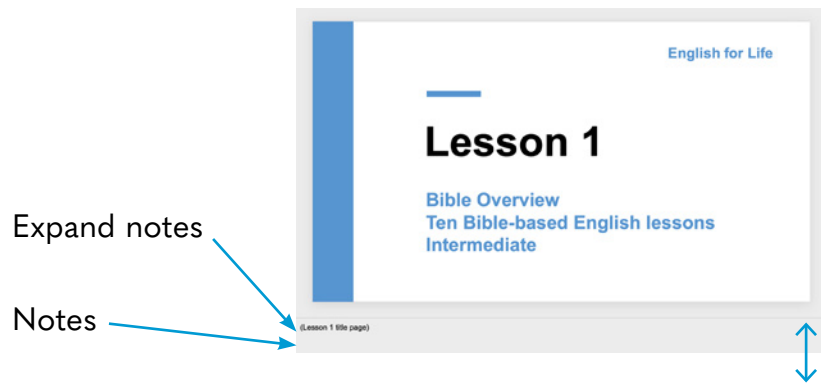 English for Life
Lesson 1
Bible Overview
Ten Bible-based English lessons
Intermediate
Expand notes
Notes
(Lesson 1 title page)